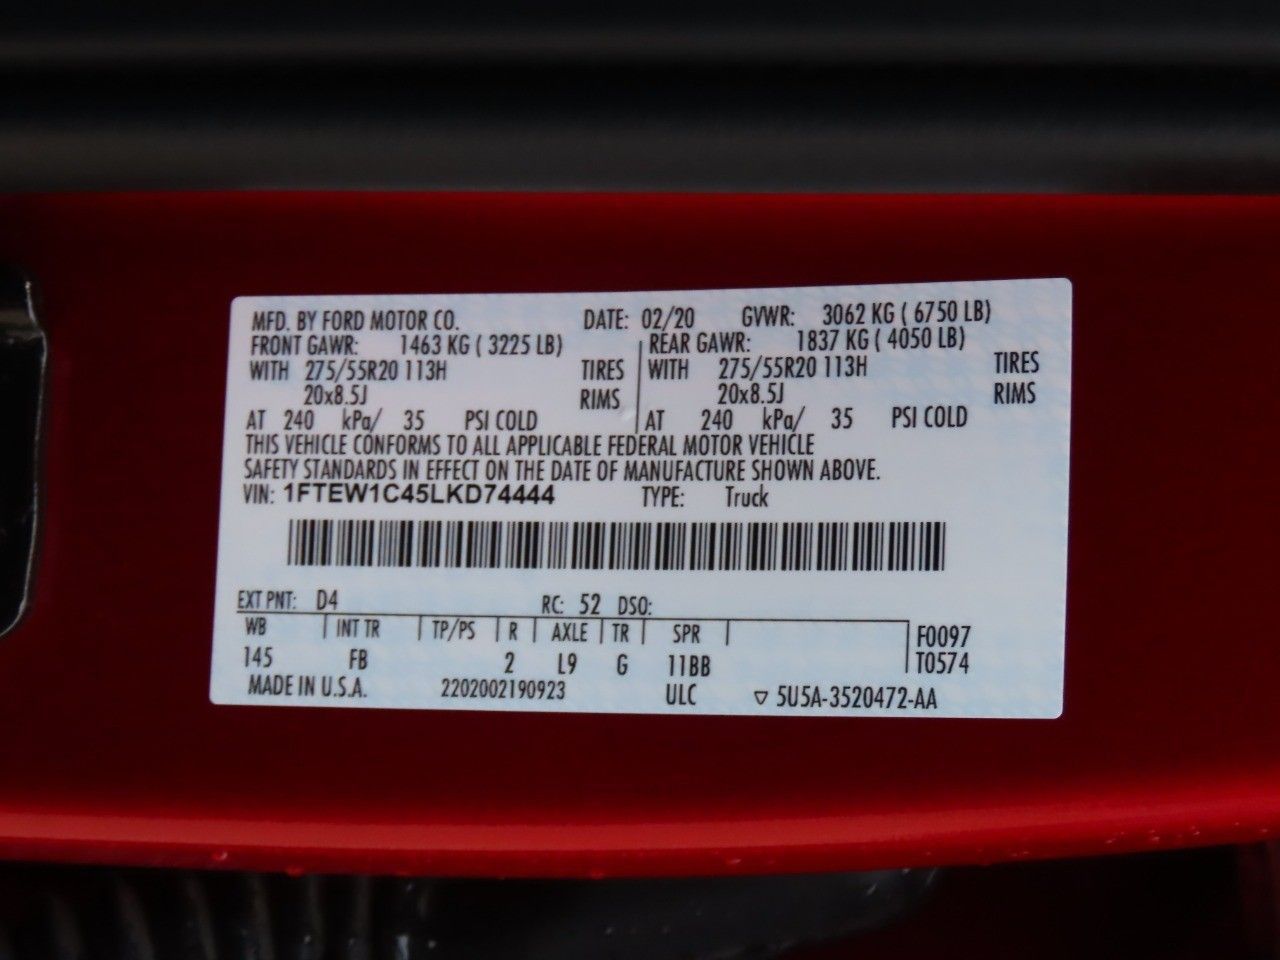 MFD. BY FORD MOTOR CO. DATE: 02/20 GVWR: 3062 KG ( 6750 LB)
FRONT GAWR: 1463 KG ( 3225 LB) REAR GAWR: 1837 KG ( 4050 LB)
WITH 275/55R20 113H TIRES WITH 275/55R20 113H TIRES
20x8.5J RIMS 20x8.5J RIMS
AT 240 kPa/ 35 PSI COLD AT 240 kPa/ 35 PSI COLD
THIS VEHICLE CONFORMS TO ALL APPLICABLE FEDERAL MOTOR VEHICLE
SAFETY STANDARDS IN EFFECT ON THE DATE OF MANUFACTURE SHOWN ABOVE.
VIN: 1FTEW1C45LKD74444 TYPE: Truck
EXT PNT: D4 RC: 52 DSO:
WB INT TR TP/PS R AXLE TR SPR F0097
145 FB 2 L9 G 11BB T0574
MADE IN U.S.A. 2202002190923 ULC ▽ 5U5A-3520472-AA